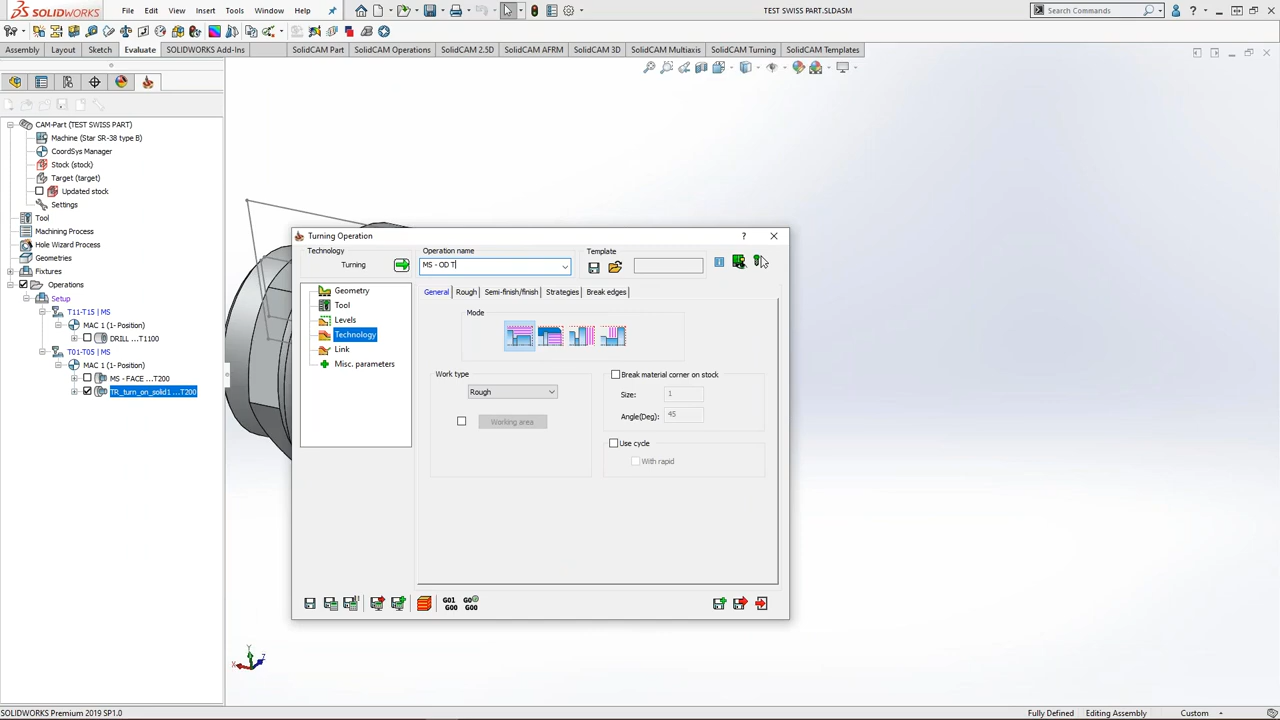 SOLIDWORKS File Edit View Insert Tools Window Help TEST SWISS PART.SLDASM Search Commands
Assembly Layout Sketch Evaluate SOLIDWORKS Add-Ins SolidCAM Part SolidCAM Operations SolidCAM 2.5D SolidCAM AFRM SolidCAM 3D SolidCAM Multiaxis SolidCAM Turning SolidCAM Templates
CAM-Part (TEST SWISS PART)
Machine (Star SR-38 type B)
CoordSys Manager
Stock (stock)
Target (target)
Updated stock
Settings
Tool
Machining Process
Hole Wizard Process
Geometries
Fixtures
Operations
Setup
T11-T15 | MS
MAC 1 (1-Position)
DRILL ...T1100
T01-T05 | MS
MAC 1 (1-Position)
MS - FACE ...T200
TR_turn_on_solid1 ...T200
Turning Operation
Technology
Turning
Operation name
MS - OD T
Template
Geometry
Tool
Levels
Technology
Link
Misc. parameters
General Rough Semi-finish/finish Strategies Break edges
Mode
Work type
Rough
Working area
Break material corner on stock
Size: 1
Angle(Deg): 45
Use cycle
With rapid
G01
G00
G00
Y
X
Z
SOLIDWORKS Premium 2019 SP1.0 Fully Defined Editing Assembly Custom